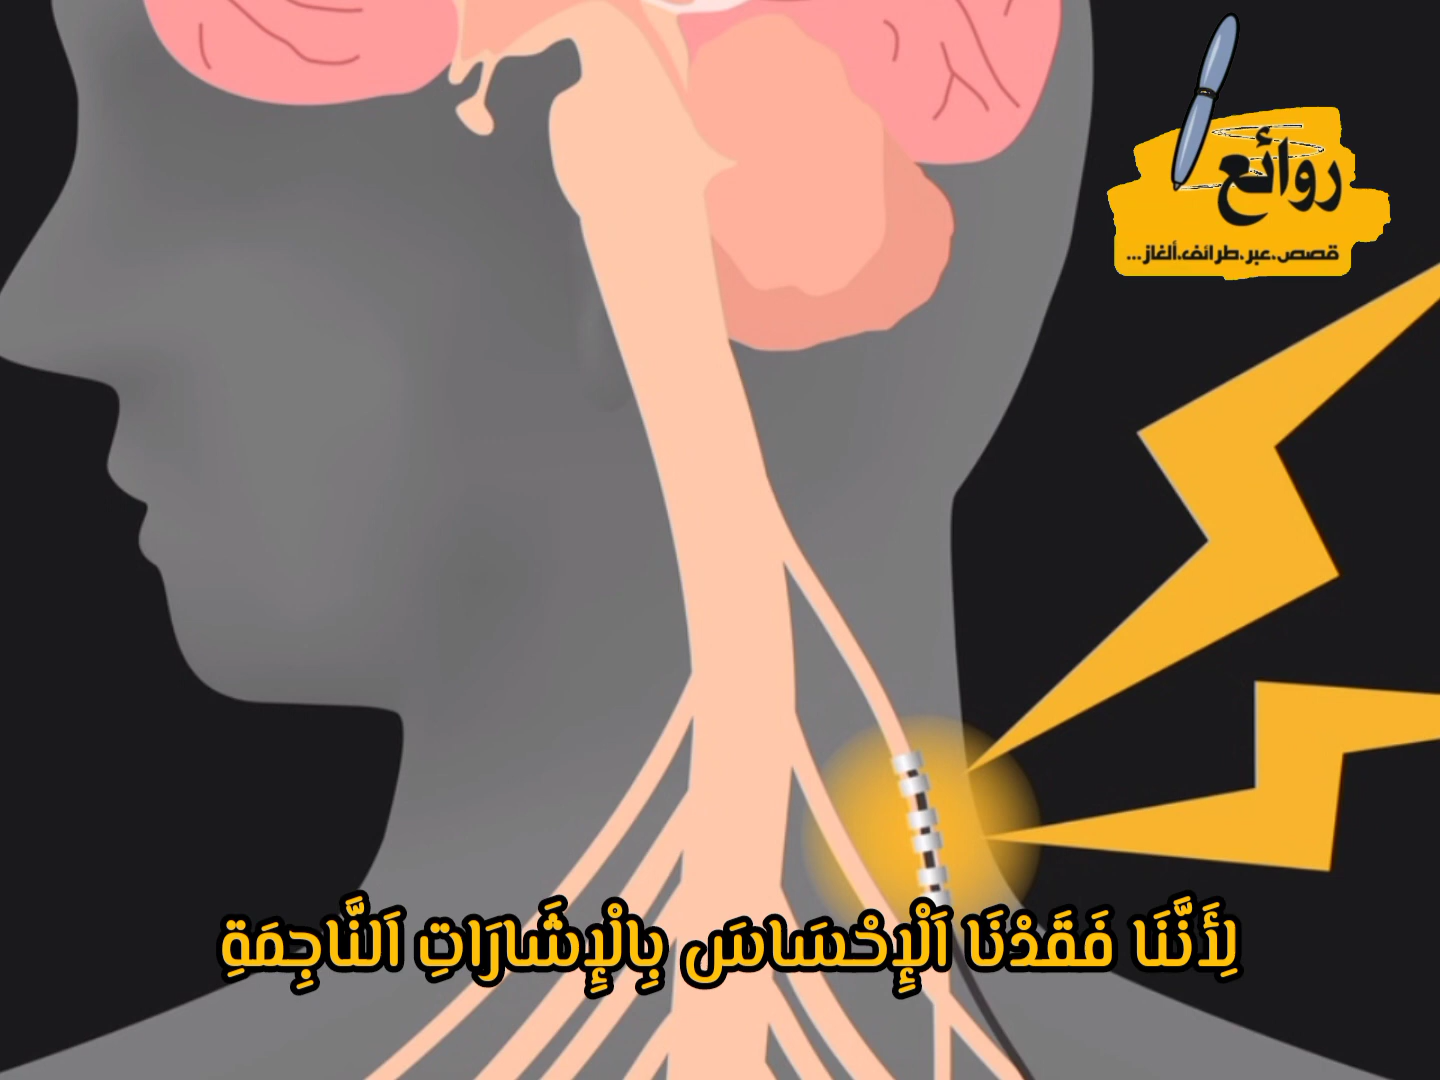 روائع
قصص.عبر.طرائف.ألغاز...
لِأَنَّنَا فَقَدْنَا اَلْإِحْسَاسَ بِالْإِشَارَاتِ اَلنَّاجِمَةِ